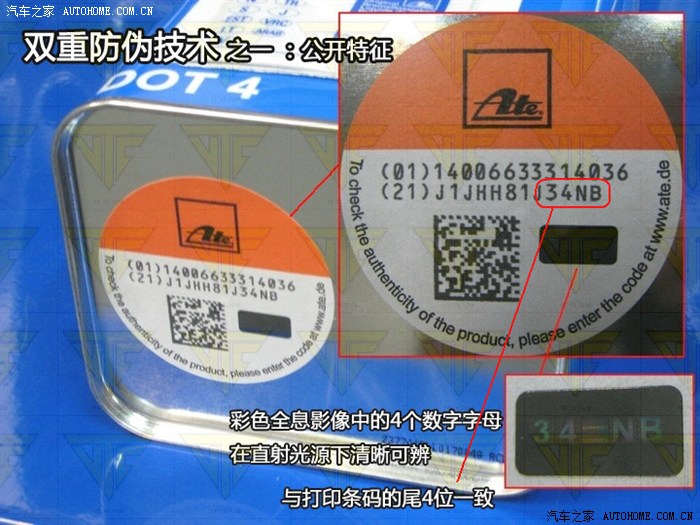 汽车之家 AUTOHOME.COM.CN
双重防伪技术 之一 ：公开特征
DOT 4
Ate
(01)14006633314036
(21)J1JHH81J34NB
To check the authenticity of the product, please enter the code at www.ate.de
Ate
(01)14006633314036
(21)J1JHH81J34NB
To check the authenticity of the product, please enter the code at www.ate.de
34=NB
彩色全息影像中的4个数字字母
在直射光源下清晰可辨
与打印条码的尾4位一致
汽车之家 AUTOHOME.COM.CN